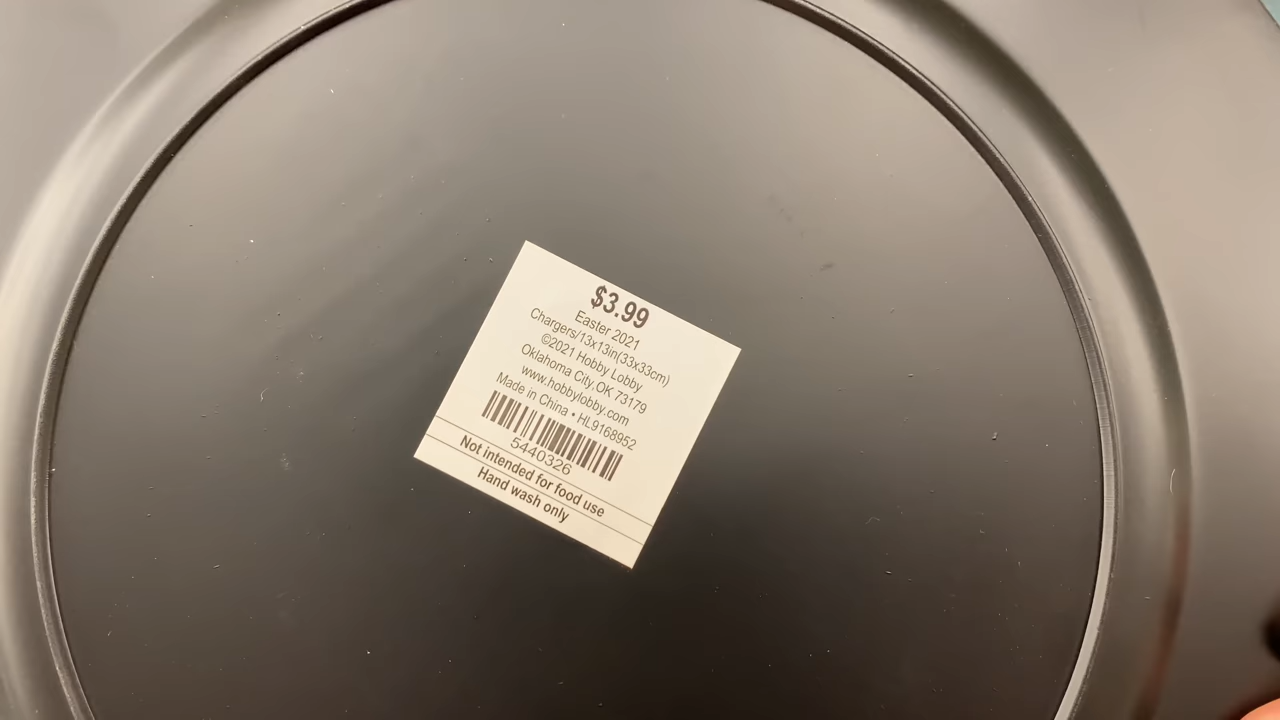 $3.99
Easter 2021
Chargers/13x13in(33x33cm)
©2021 Hobby Lobby
Oklahoma City,OK 73179
www.hobbylobby.com
Made in China • HL9168952
5440326
Not intended for food use
Hand wash only